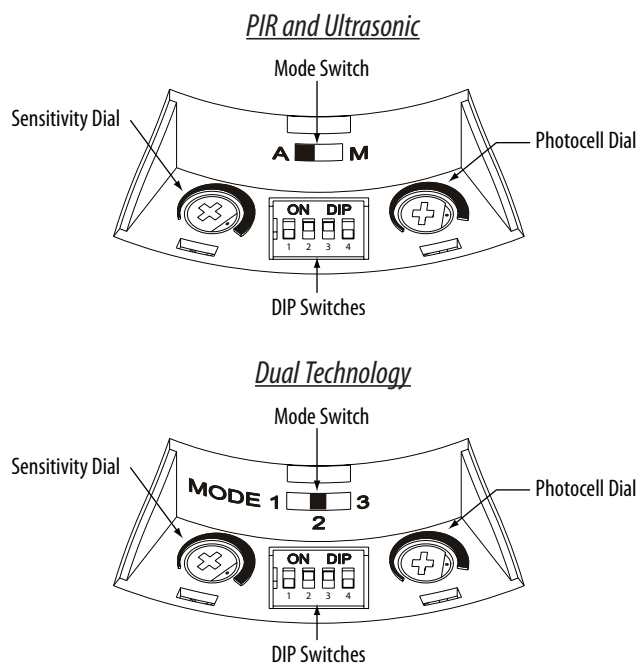 PIR and Ultrasonic
Mode Switch
Sensitivity Dial
Photocell Dial
A M
ON DIP
1 2 3 4
DIP Switches
Dual Technology
Mode Switch
Sensitivity Dial
Photocell Dial
MODE 1 3
2
ON DIP
1 2 3 4
DIP Switches